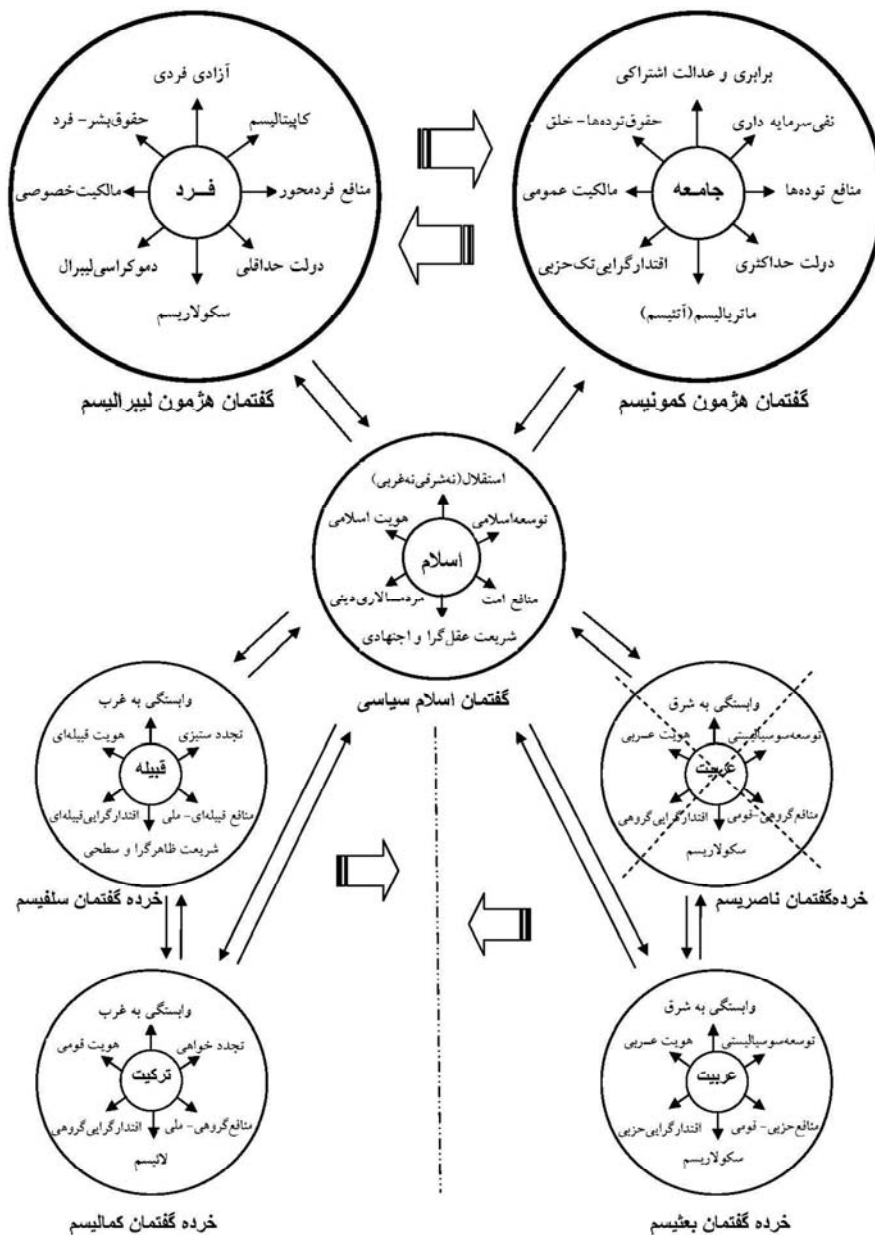 برابری و عدالت اشتراکی
نفی سرمایه داری
حقوق توده‌ها - خلق
منافع توده‌ها
جامعه
مالکیت عمومی
دولت حداکثری
اقتدارگرایی تک حزبی
ماتریالیسم (آتئیسم)
گفتمان هژمون کمونیسم
آزادی فردی
کاپیتالیسم
حقوق بشر - فرد
منافع فردمحور
فرد
مالکیت خصوصی
دولت حداقلی
دموکراسی لیبرال
سکولاریسم
گفتمان هژمون لیبرالیسم
استقلال (نه شرقی نه غربی)
توسعه اسلامی
هویت اسلامی
اسلام
منافع امت
مردمسالاری دینی
شریعت عقل گرا و اجتهادی
گفتمان اسلام سیاسی
وابستگی به شرق
توسعه سوسیالیستی
هویت عربی
عربیت
منافع گروهی - قومی
اقتدارگرایی گروهی
سکولاریسم
خرده گفتمان ناصریسم
وابستگی به غرب
تجدد ستیزی
هویت قبیله‌ای
قبیله
منافع قبیله‌ای - ملی
اقتدارگرایی قبیله‌ای
شریعت ظاهرگرا و سطحی
خرده گفتمان سلفیسم
وابستگی به شرق
توسعه سوسیالیستی
هویت عربی
عربیت
منافع حزبی - قومی
اقتدارگرایی حزبی
سکولاریسم
خرده گفتمان بعثیسم
وابستگی به غرب
تجدد خواهی
هویت قومی
ترکیت
منافع گروهی - ملی
اقتدارگرایی گروهی
لائیسم
خرده گفتمان کمالیسم